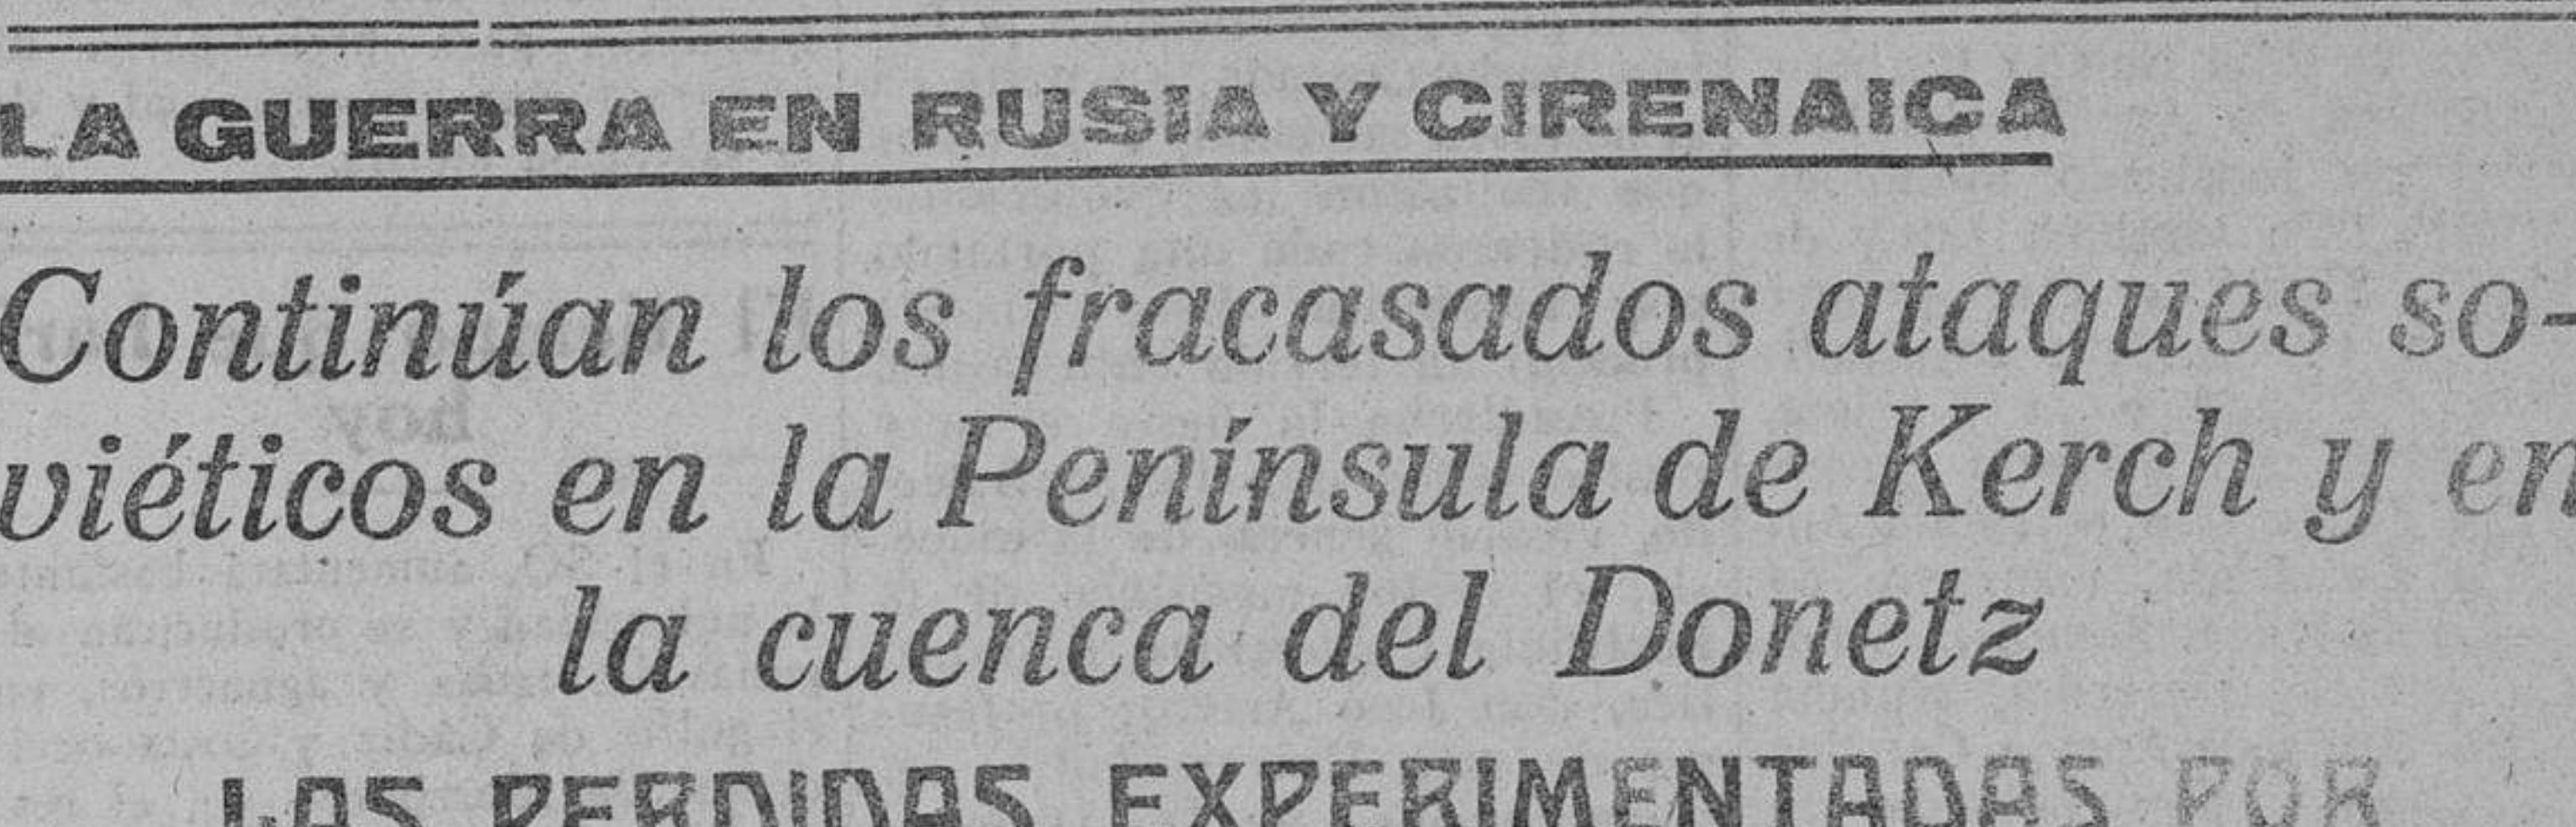 LA GUERRA EN RUSIA Y CIRENAICA
Continúan los fracasados ataques so-
viéticos en la Península de Kerch y en
la cuenca del Donetz
LAS PERDIDAS EXPERIMENTADAS POR